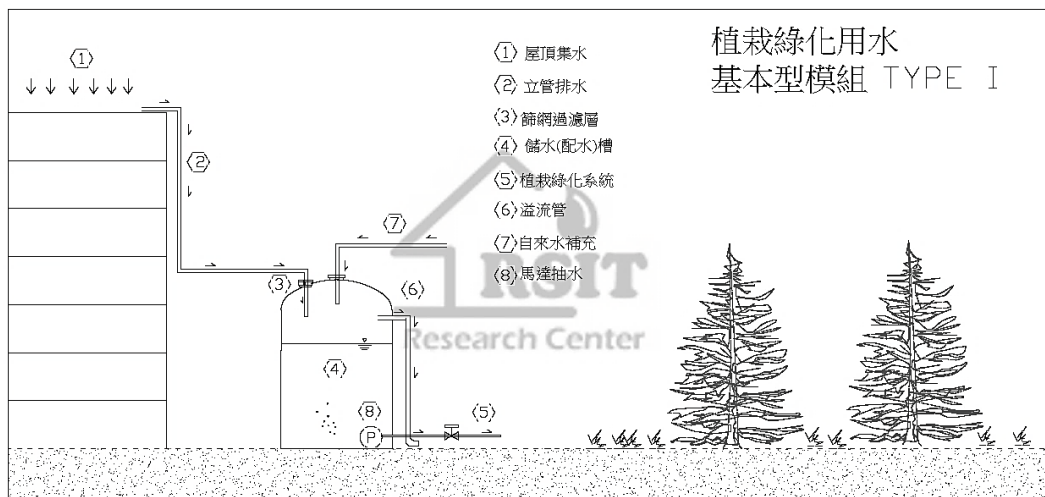 植栽綠化用水
基本型模組 TYPE I
① 屋頂集水
② 立管排水
③ 篩網過濾層
④ 儲水(配水)槽
⑤ 植栽綠化系統
⑥ 溢流管
⑦ 自來水補充
⑧ 馬達抽水
①
②
⑦
③
⑥
④
⑧
⑤
P
RSIT
Research Center